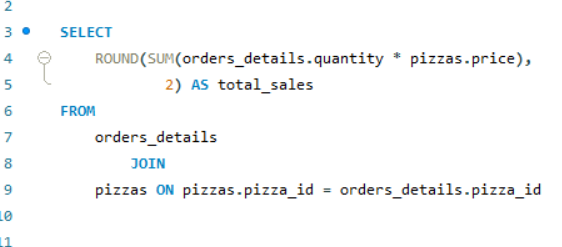 2
3 SELECT
4 ROUND(SUM(orders_details.quantity * pizzas.price),
5 2) AS total_sales
6 FROM
7 orders_details
8 JOIN
9 pizzas ON pizzas.pizza_id = orders_details.pizza_id
10
11